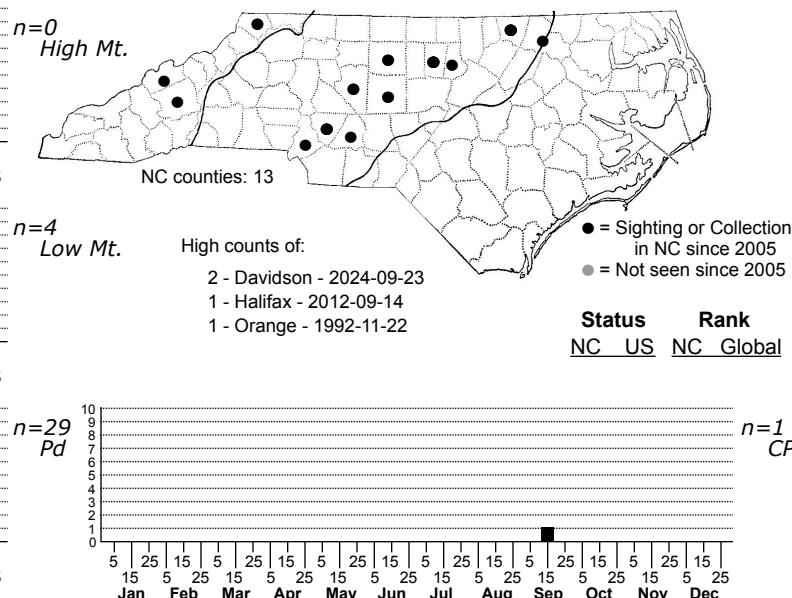 n=0
High Mt.
NC counties: 13
n=4
Low Mt.
High counts of:
2 - Davidson - 2024-09-23
1 - Halifax - 2012-09-14
1 - Orange - 1992-11-22
= Sighting or Collection
in NC since 2005
= Not seen since 2005
Status Rank
NC US NC Global
n=29
Pd
10
9
8
7
6
5
4
3
2
1
0
n=1
CP
5 25 15 5 25 15 5 25 15 5 25 15 5 25 15 5 25 15
15 5 25 15 5 25 15 5 25 15 5 25 15 5 25 15 5 25
Jan Feb Mar Apr May Jun Jul Aug Sep Oct Nov Dec